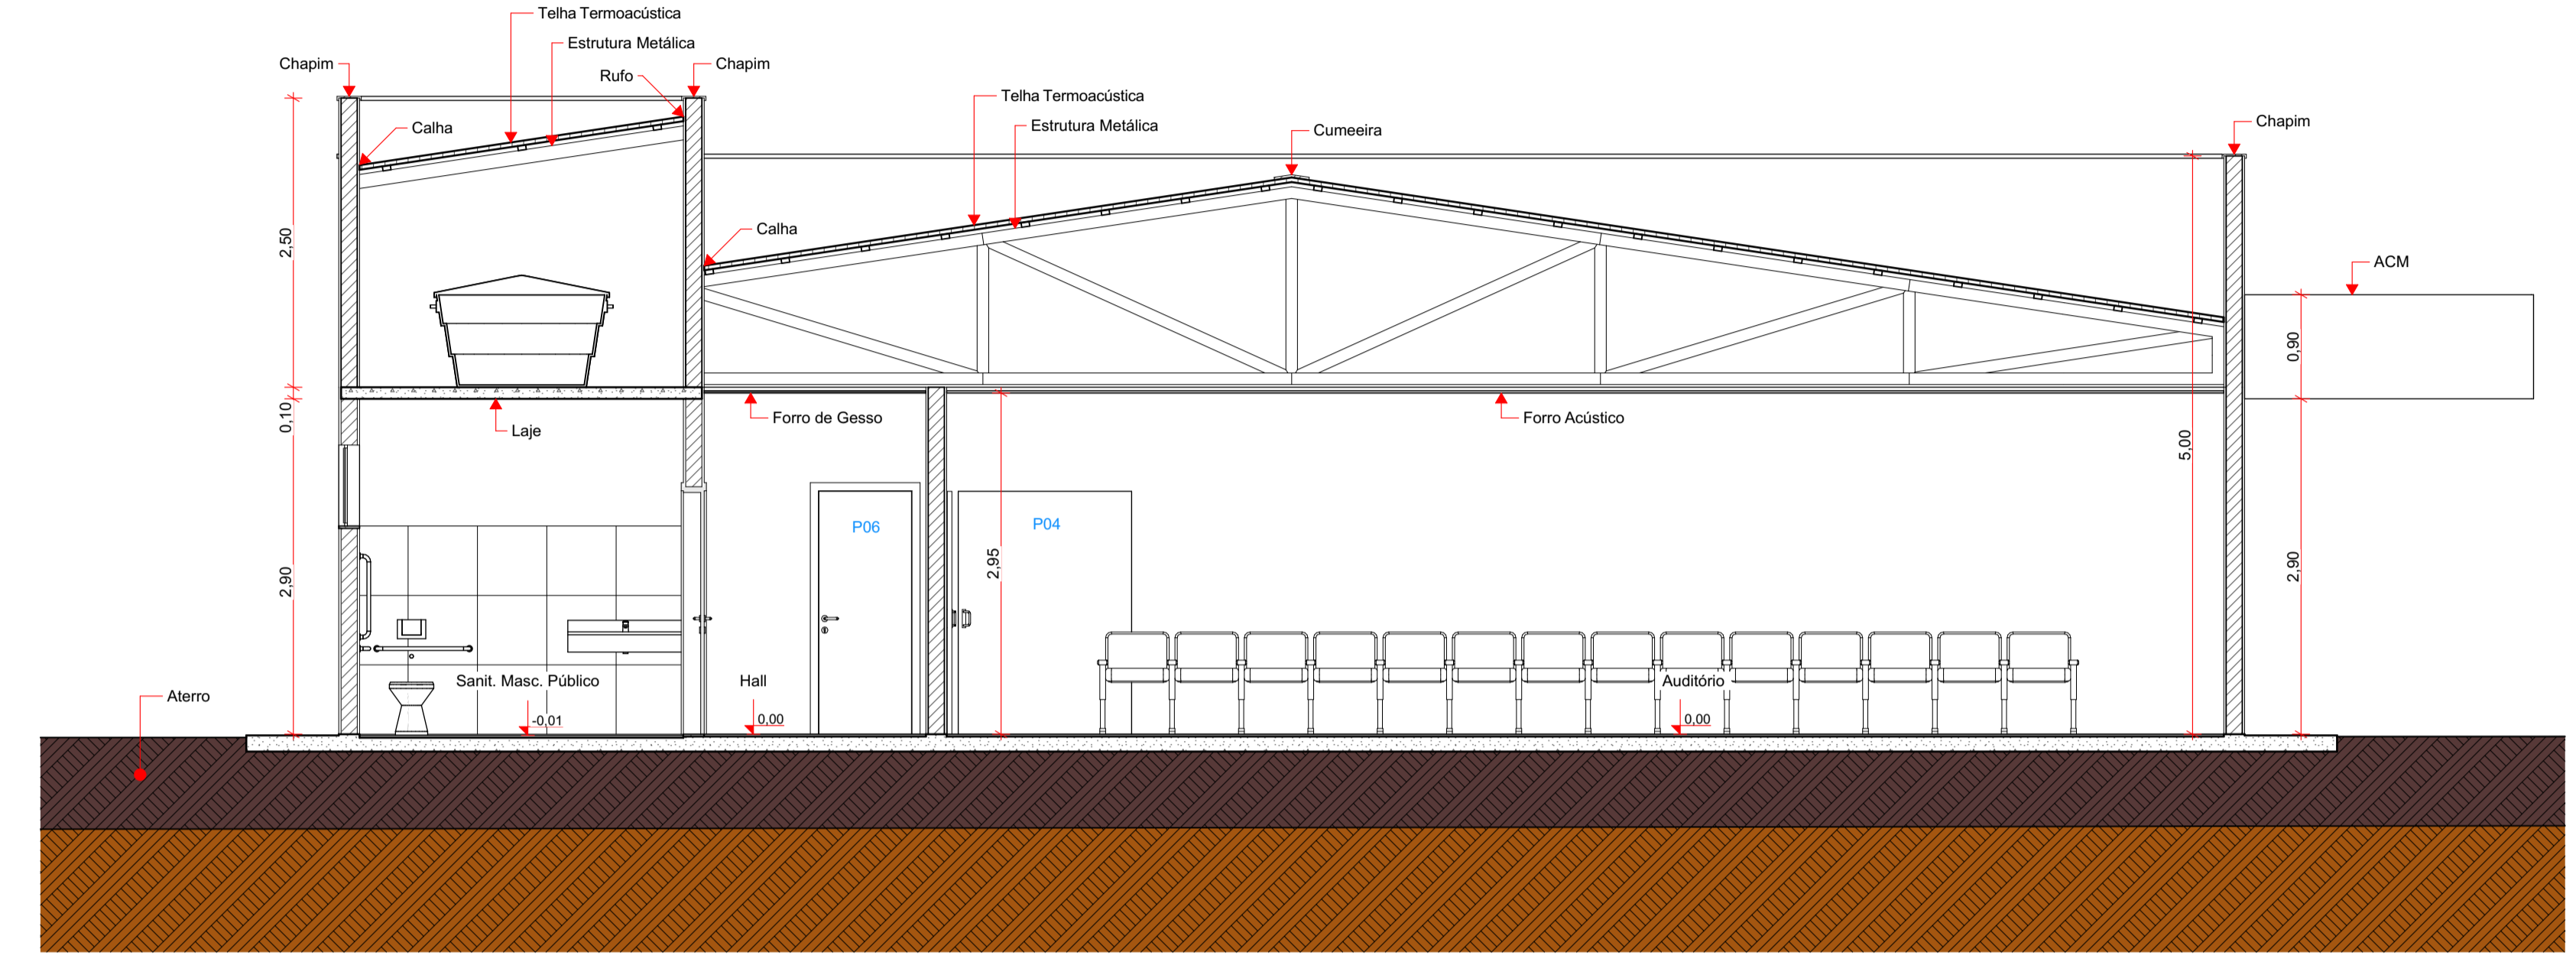 Telha Termoacústica
Estrutura Metálica
Chapim
Chapim
Rufo
Telha Termoacústica
Calha
Estrutura Metálica
Cumeeira
Chapim
2,50
Calha
5,00
ACM
0,90
0,10
Laje
Forro de Gesso
Forro Acústico
P06
P04
2,90
2,95
2,90
Aterro
Sanit. Masc. Público
-0,01
Hall
0,00
Auditório
0,00